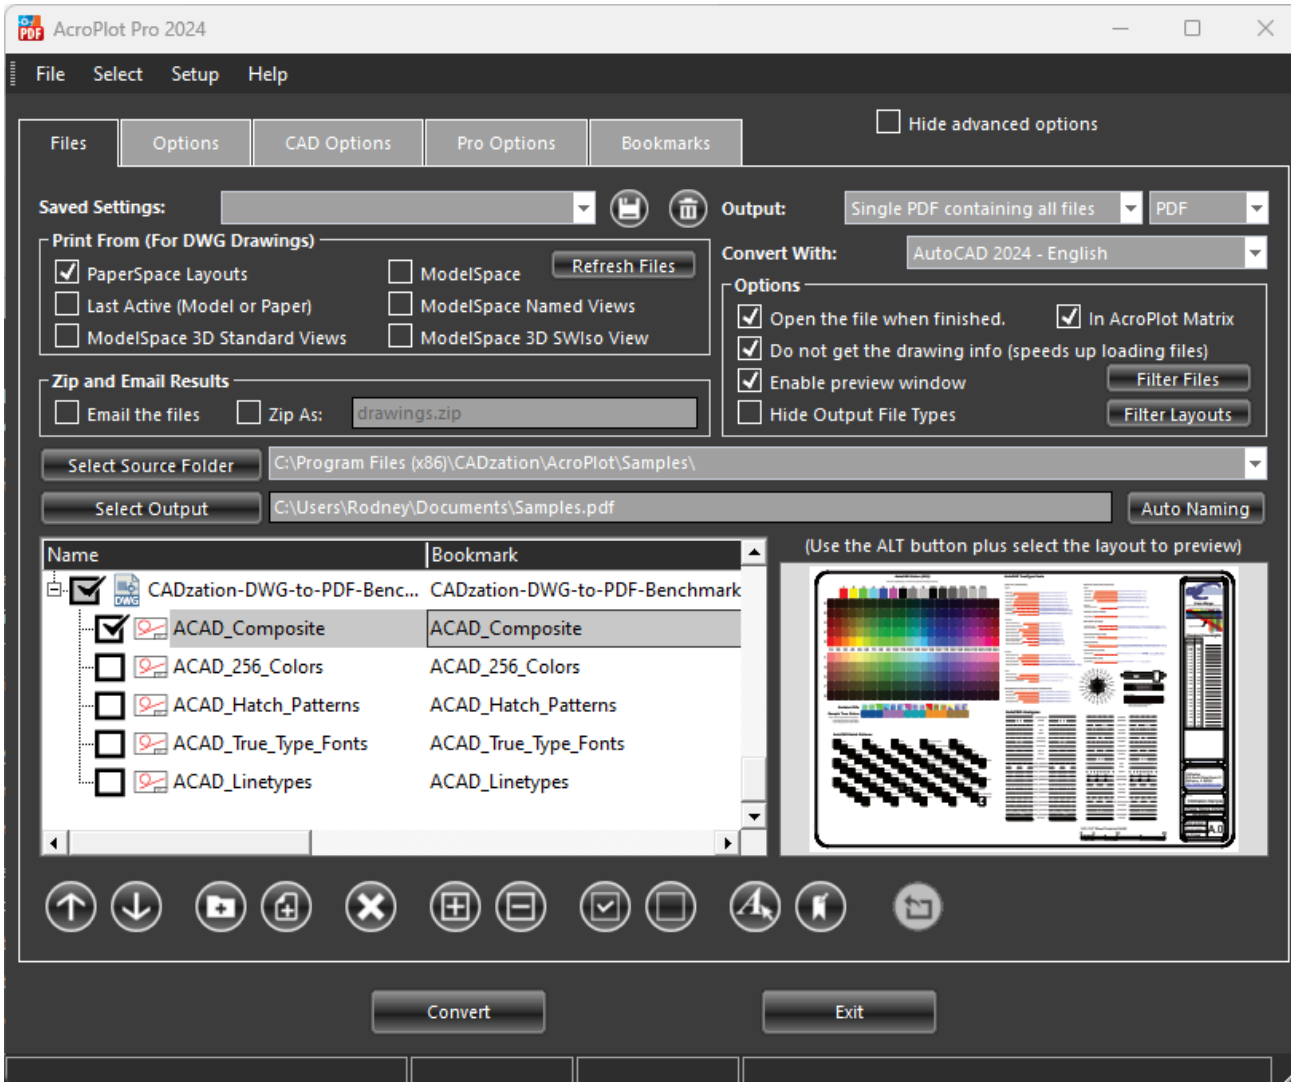 AcroPlot Pro 2024
File Select Setup Help
Hide advanced options
Files Options CAD Options Pro Options Bookmarks
Saved Settings:
Output: Single PDF containing all files PDF
Print From (For DWG Drawings)
PaperSpace Layouts ModelSpace Refresh Files
Last Active (Model or Paper) ModelSpace Named Views
ModelSpace 3D Standard Views ModelSpace 3D SWIso View
Convert With: AutoCAD 2024 - English
Options
Open the file when finished. In AcroPlot Matrix
Do not get the drawing info (speeds up loading files)
Enable preview window Filter Files
Hide Output File Types Filter Layouts
Zip and Email Results
Email the files Zip As: drawings.zip
Select Source Folder C:\Program Files (x86)\CADzation\AcroPlot\Samples\
Select Output C:\Users\Rodney\Documents\Samples.pdf Auto Naming
Name Bookmark
CADzation-DWG-to-PDF-Benc... CADzation-DWG-to-PDF-Benchmark
ACAD_Composite ACAD_Composite
ACAD_256_Colors ACAD_256_Colors
ACAD_Hatch_Patterns ACAD_Hatch_Patterns
ACAD_True_Type_Fonts ACAD_True_Type_Fonts
ACAD_Linetypes ACAD_Linetypes
(Use the ALT button plus select the layout to preview)
A.0
Convert Exit